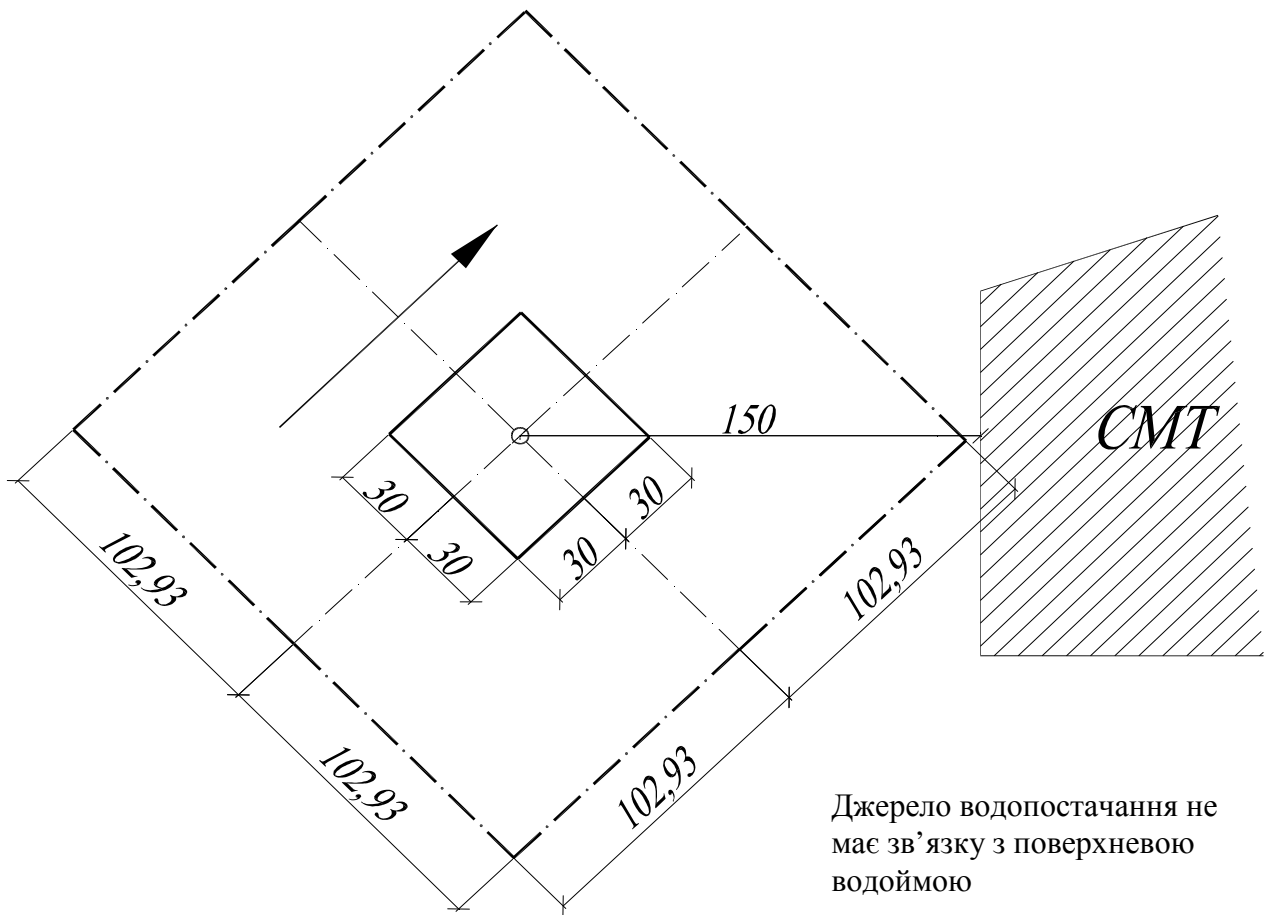 150
СМТ
30
30
30
30
102,93
102,93
102,93
102,93
Джерело водопостачання не
має зв’язку з поверхневою
водоймою